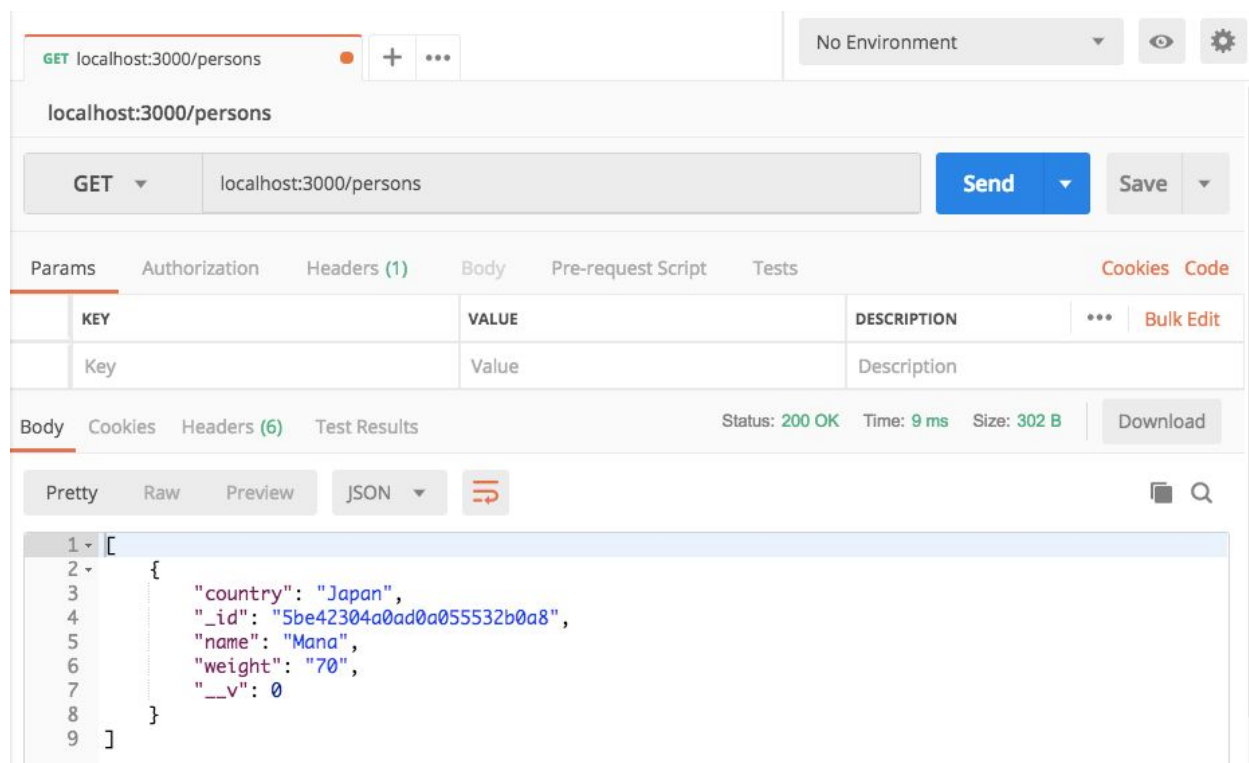 GET localhost:3000/persons
No Environment
localhost:3000/persons
GET localhost:3000/persons Send Save
Params Authorization Headers (1) Body Pre-request Script Tests Cookies Code
KEY VALUE DESCRIPTION Bulk Edit
Key Value Description
Body Cookies Headers (6) Test Results Status: 200 OK Time: 9 ms Size: 302 B Download
Pretty Raw Preview JSON
1 [
2 {
3 "country": "Japan",
4 "_id": "5be42304a0ad0a055532b0a8",
5 "name": "Mana",
6 "weight": "70",
7 "__v": 0
8 }
9 ]